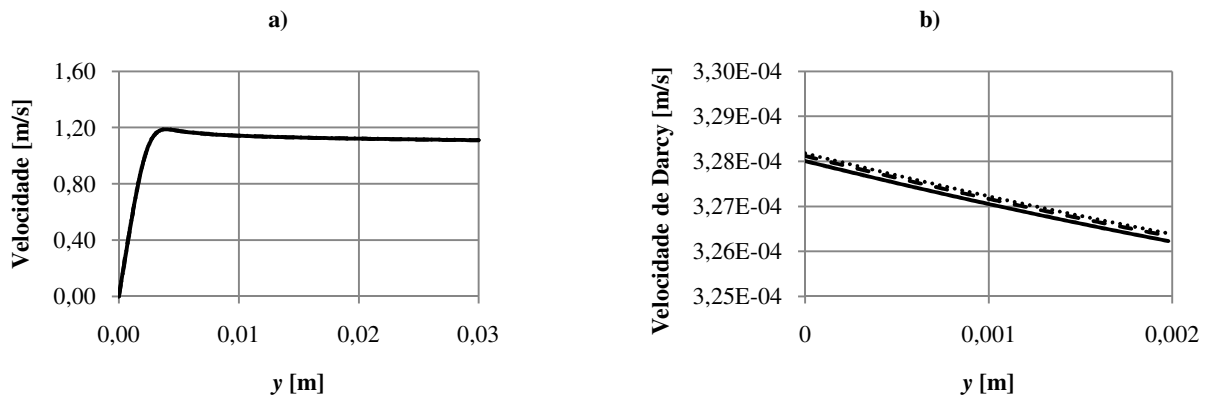 a)
Velocidade [m/s]
1,60
1,20
0,80
0,40
0,00
0,00
0,01
0,02
0,03
y [m]
b)
Velocidade de Darcy [m/s]
3,30E-04
3,29E-04
3,28E-04
3,27E-04
3,26E-04
3,25E-04
0
0,001
0,002
y [m]